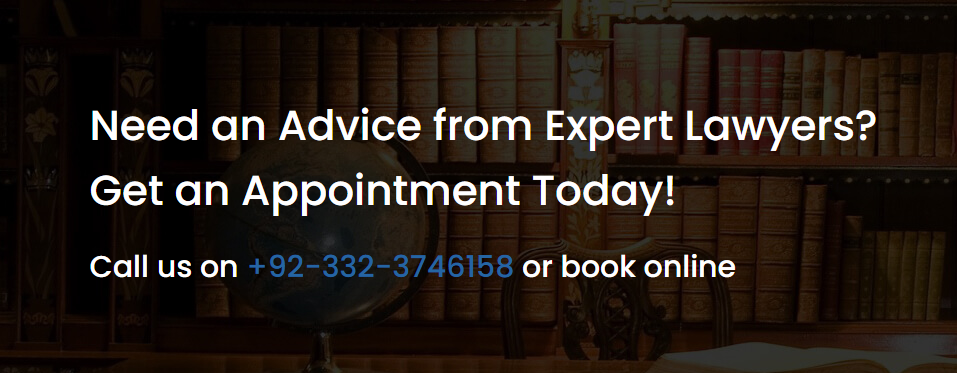 Need an Advice from Expert Lawyers?
Get an Appointment Today!
Call us on +92-332-3746158 or book online